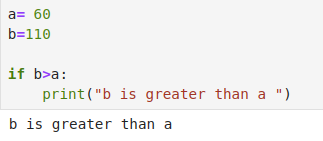 a= 60
b=110
if b>a:
    print("b is greater than a ")
b is greater than a